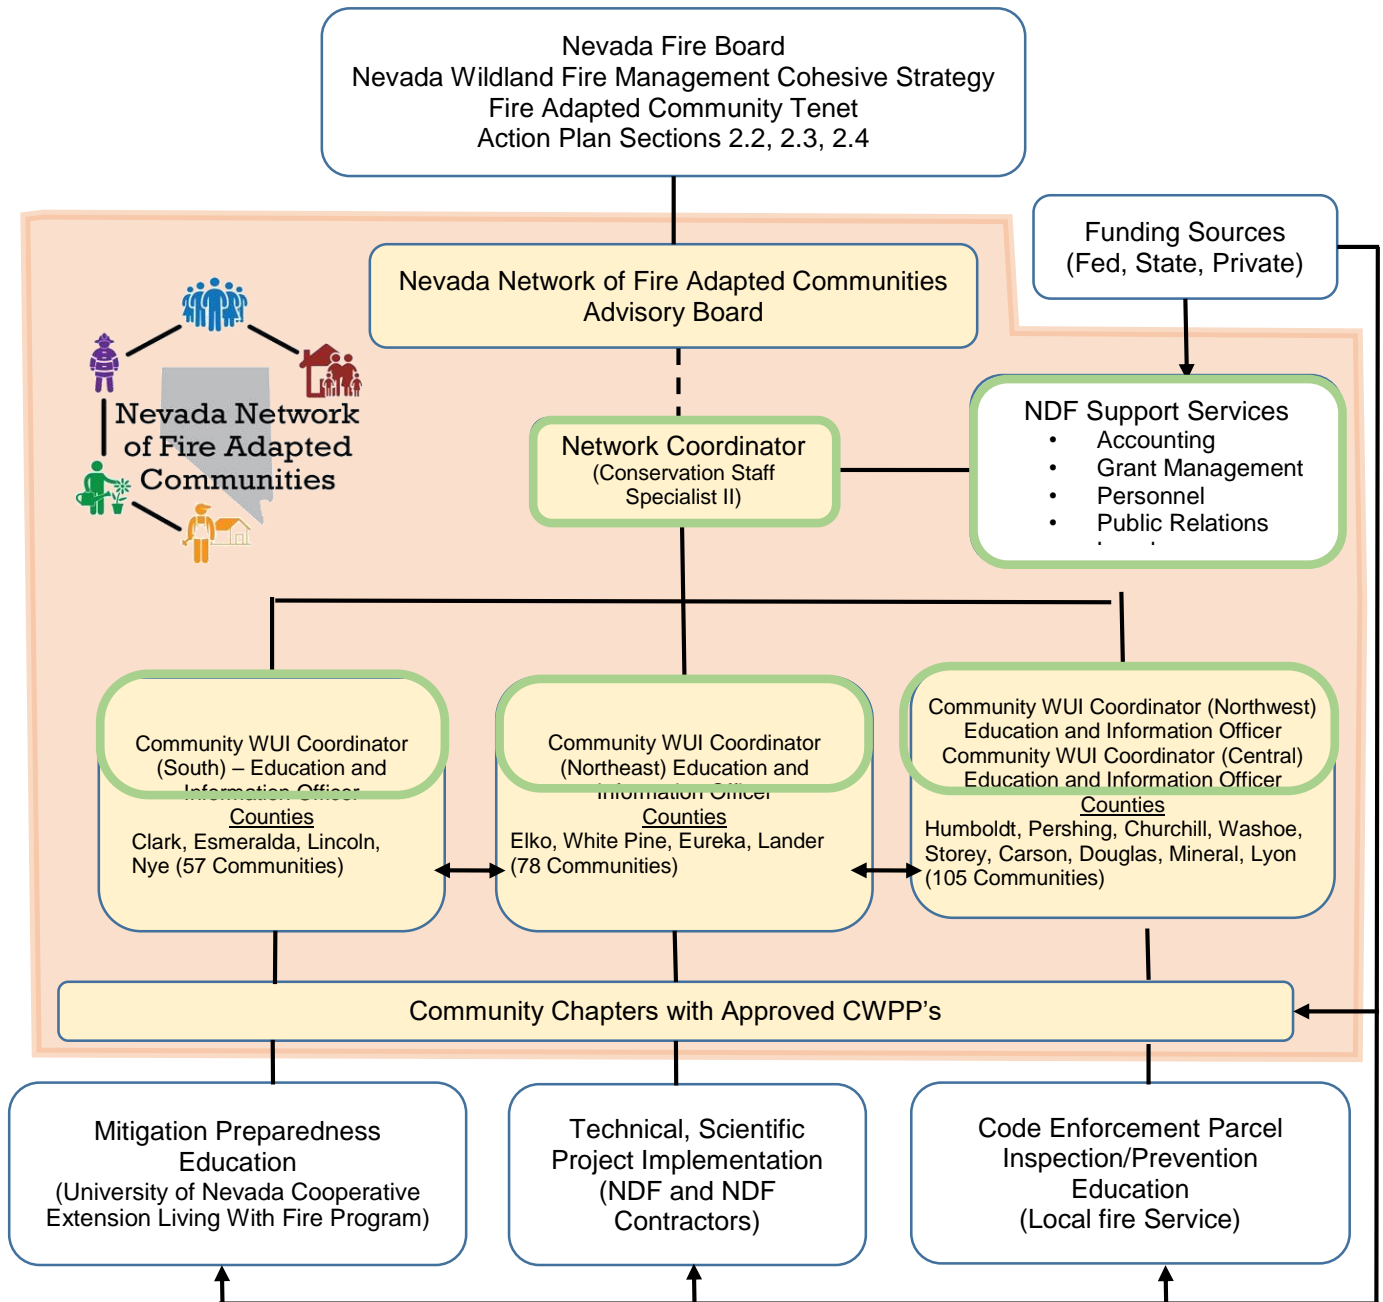 Nevada Fire Board
Nevada Wildland Fire Management Cohesive Strategy
Fire Adapted Community Tenet
Action Plan Sections 2.2, 2.3, 2.4
Funding Sources
(Fed, State, Private)
Nevada Network of Fire Adapted Communities
Advisory Board
Nevada Network
of Fire Adapted
Communities
Network Coordinator
(Conservation Staff
Specialist II)
NDF Support Services
• Accounting
• Grant Management
• Personnel
• Public Relations
Community WUI Coordinator
(South) – Education and
Information Officer
Counties
Clark, Esmeralda, Lincoln,
Nye (57 Communities)
Community WUI Coordinator
(Northeast) Education and
Information Officer
Counties
Elko, White Pine, Eureka, Lander
(78 Communities)
Community WUI Coordinator (Northwest)
Education and Information Officer
Community WUI Coordinator (Central)
Education and Information Officer
Counties
Humboldt, Pershing, Churchill, Washoe,
Storey, Carson, Douglas, Mineral, Lyon
(105 Communities)
Community Chapters with Approved CWPP’s
Mitigation Preparedness
Education
(University of Nevada Cooperative
Extension Living With Fire Program)
Technical, Scientific
Project Implementation
(NDF and NDF
Contractors)
Code Enforcement Parcel
Inspection/Prevention
Education
(Local fire Service)